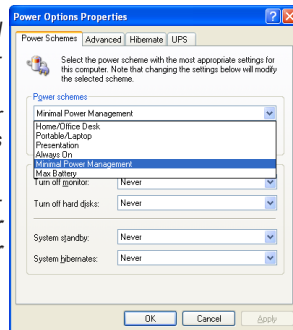 Power Options Properties
Power Schemes Advanced Hibernate UPS
Select the power scheme with the most appropriate settings for
this computer. Note that changing the settings below will modify
the selected scheme.
Power schemes
Minimal Power Management
Home/Office Desk
Portable/Laptop
Presentation
Always On
Minimal Power Management
Max Battery
Turn off monitor: Never
Turn off hard disks: Never
System standby: Never
System hibernates: Never
OK Cancel Apply